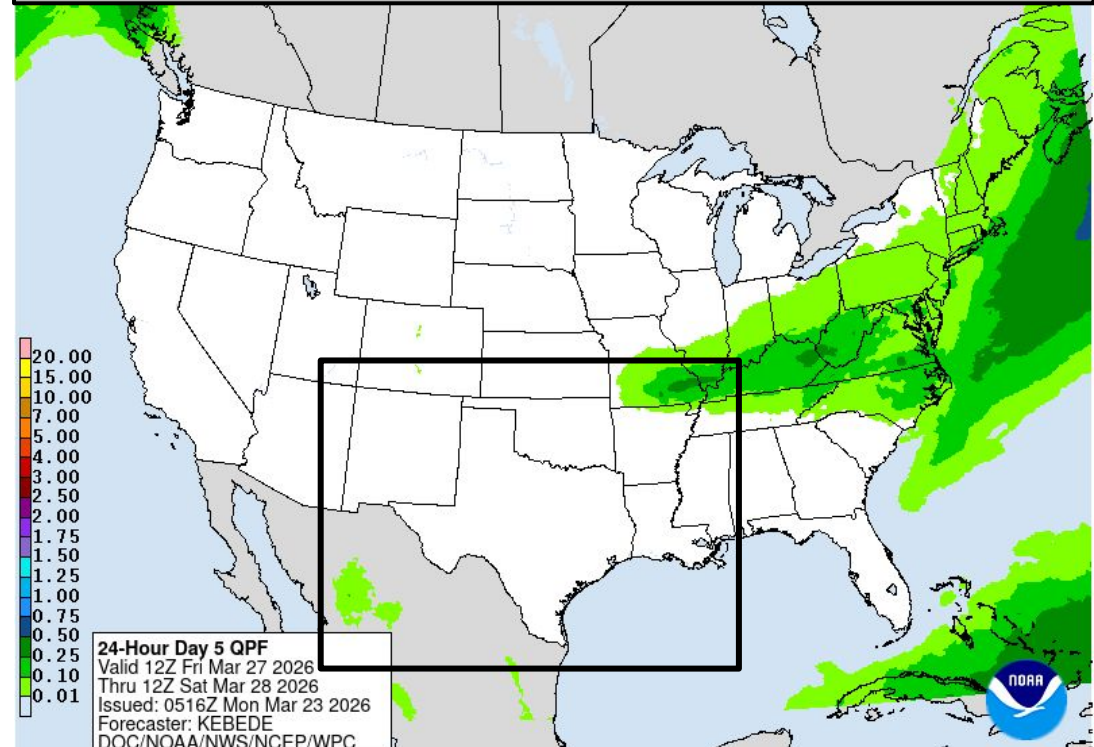 20.00
15.00
10.00
7.00
5.00
4.00
3.00
2.50
2.00
1.75
1.50
1.25
1.00
0.75
0.50
0.25
0.10
0.01
24-Hour Day 5 QPF
Valid 12Z Fri Mar 27 2026
Thru 12Z Sat Mar 28 2026
Issued: 0516Z Mon Mar 23 2026
Forecaster: KEBEDE
DOC/NOAA/NWS/NCEP/WPC
NOAA